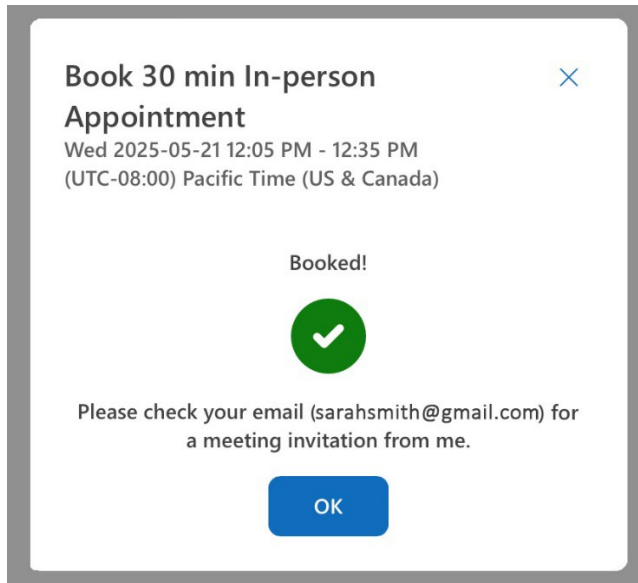 Book 30 min In-person
Appointment
Wed 2025-05-21 12:05 PM - 12:35 PM
(UTC-08:00) Pacific Time (US & Canada)
Booked!
Please check your email (sarahsmith@gmail.com) for
a meeting invitation from me.
OK